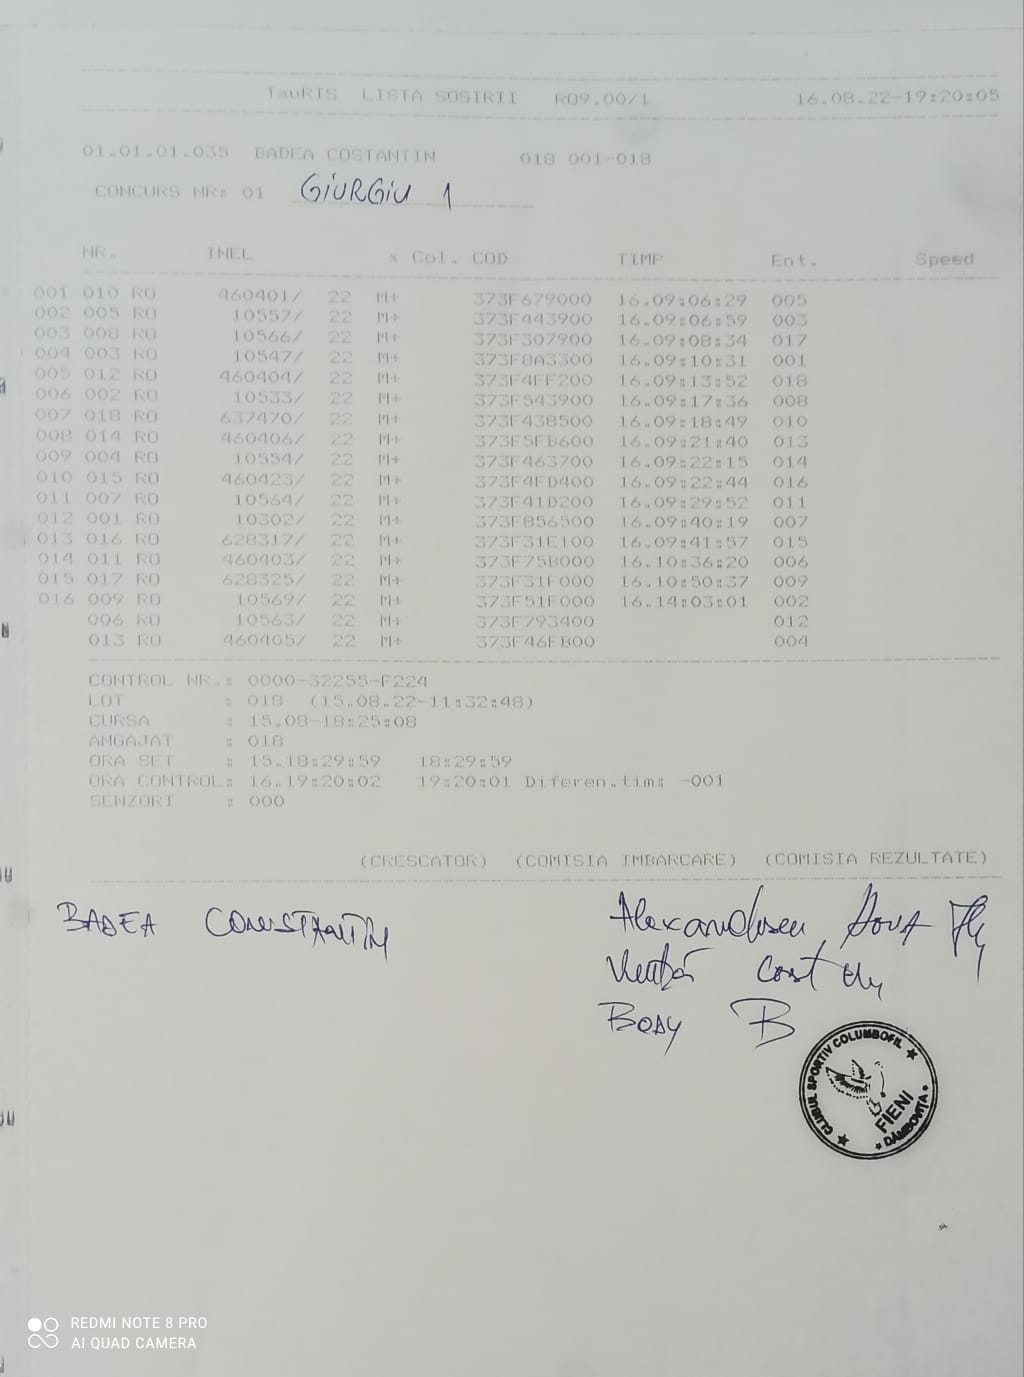 TauRIS LISTA SOSIRII RO9.00/1 16.08.22-19:20:05
01.01.01.035 BADEA COSTANTIN 018 001-018
CONCURS NR: 01 GIURGIU 1
NR. INEL x Col. COD TIMP Ent. Speed
001 010 RO 460401/ 22 M+ 373F679000 16.09:06:29 005
002 005 RO 10557/ 22 M+ 373F443900 16.09:06:59 003
003 008 RO 10566/ 22 M+ 373F307900 16.09:08:34 017
004 003 RO 10547/ 22 M+ 373F8A3300 16.09:10:31 001
005 012 RO 460404/ 22 M+ 373F4FF200 16.09:13:52 018
006 002 RO 10533/ 22 M+ 373F543900 16.09:17:36 008
007 018 RO 637470/ 22 M+ 373F438500 16.09:18:49 010
008 014 RO 460406/ 22 M+ 373F5FB600 16.09:21:40 013
009 004 RO 10554/ 22 M+ 373F463700 16.09:22:15 014
010 015 RO 460423/ 22 M+ 373F4FD400 16.09:22:44 016
011 007 RO 10564/ 22 M+ 373F41D200 16.09:29:52 011
012 001 RO 10302/ 22 M+ 373F856500 16.09:40:19 007
013 016 RO 628317/ 22 M+ 373F31E100 16.09:41:57 015
014 011 RO 460403/ 22 M+ 373F75B000 16.10:36:20 006
015 017 RO 628325/ 22 M+ 373F31F000 16.10:50:37 009
016 009 RO 10569/ 22 M+ 373F51F000 16.14:03:01 002
006 RO 10563/ 22 M+ 373F793400 012
013 RO 460405/ 22 M+ 373F46FB00 004
CONTROL NR.: 0000-32255-F224
LOT : 018 (15.08.22-11:32:48)
CURSA : 15.08-18:25:08
ANGAJAT : 018
ORA SET : 15.18:29:59 18:29:59
ORA CONTROL: 16.19:20:02 19:20:01 Diferen.tim: -001
SENZORI : 000
(CRESCATOR) (COMISIA IMBARCARE) (COMISIA REZULTATE)
BADEA CONSTANTIN
Cost
Body B
CLUBUL SPORTIV COLUMBOFIL
FIENI
DÂMBOVIȚA
REDMI NOTE 8 PRO
AI QUAD CAMERA